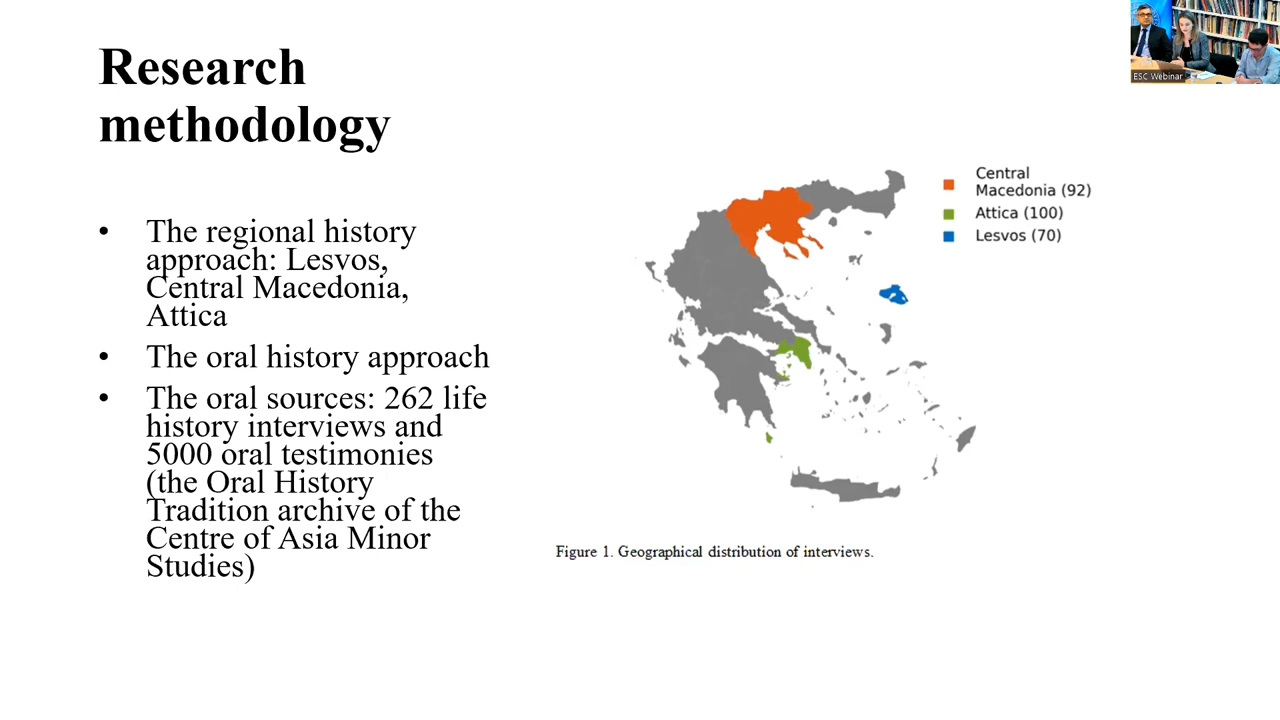 Research
methodology
• The regional history
approach: Lesvos,
Central Macedonia,
Attica
• The oral history approach
• The oral sources: 262 life
history interviews and
5000 oral testimonies
(the Oral History
Tradition archive of the
Centre of Asia Minor
Studies)
Central
Macedonia (92)
Attica (100)
Lesvos (70)
Figure 1. Geographical distribution of interviews.
ESC Webinar